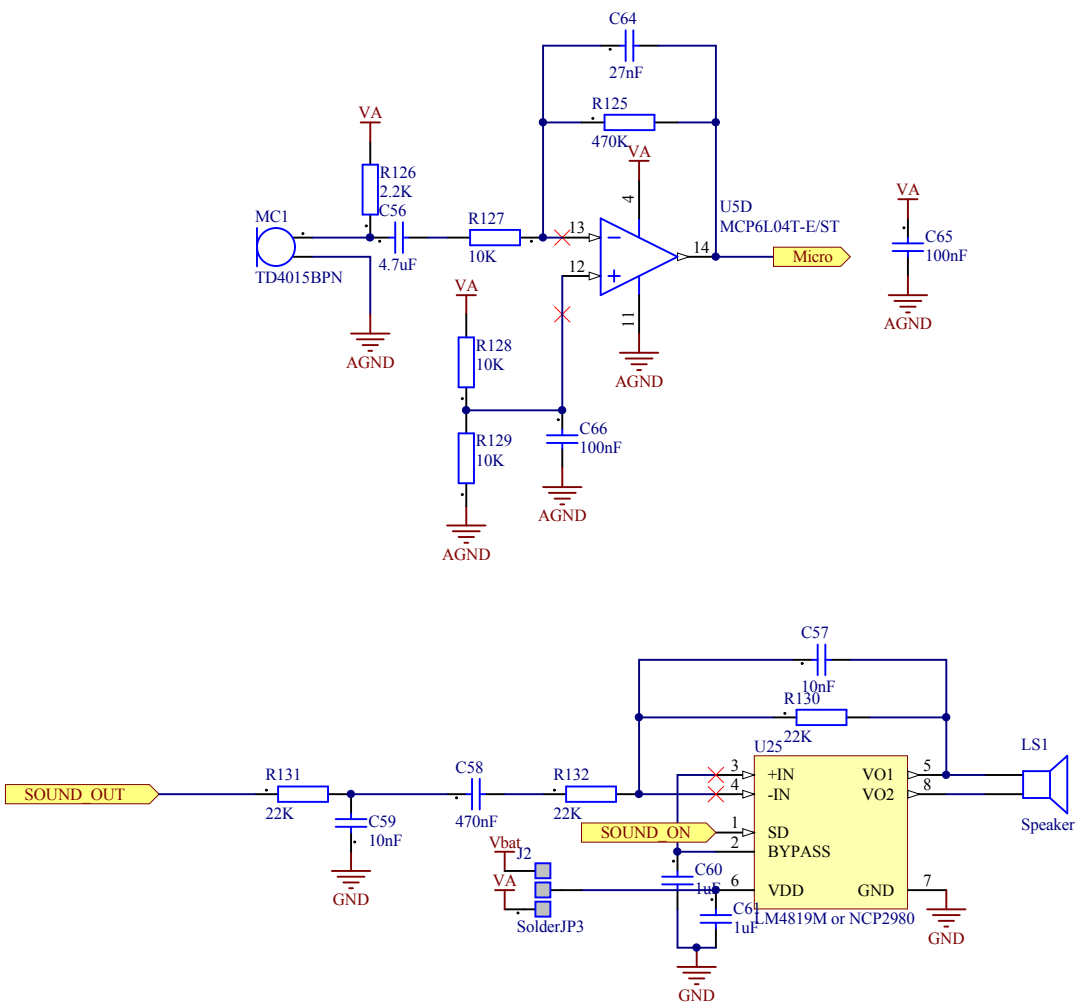 C64
27nF
R125
470K
VA
R126
2.2K
C56
4.7uF
MC1
TD4015BPN
AGND
R127
10K
VA
4
13
12
11
14
U5D
MCP6L04T-E/ST
Micro
AGND
VA
C65
100nF
AGND
VA
R128
10K
R129
10K
AGND
C66
100nF
AGND
C57
10nF
R130
22K
U25
LS1
Speaker
SOUND_OUT
R131
22K
C59
10nF
GND
C58
470nF
R132
22K
3 +IN VO1 5
4 -IN VO2 8
SOUND_ON 1 SD
2 BYPASS
6 VDD GND 7
LM4819M or NCP2980
GND
Vbat
J2
VA
SolderJP3
C60
1uF
C61
1uF
GND